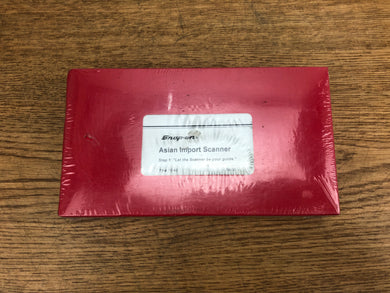 Snap-on
Asian Import Scanner
Step 1: "Let the Scanner be your guide."